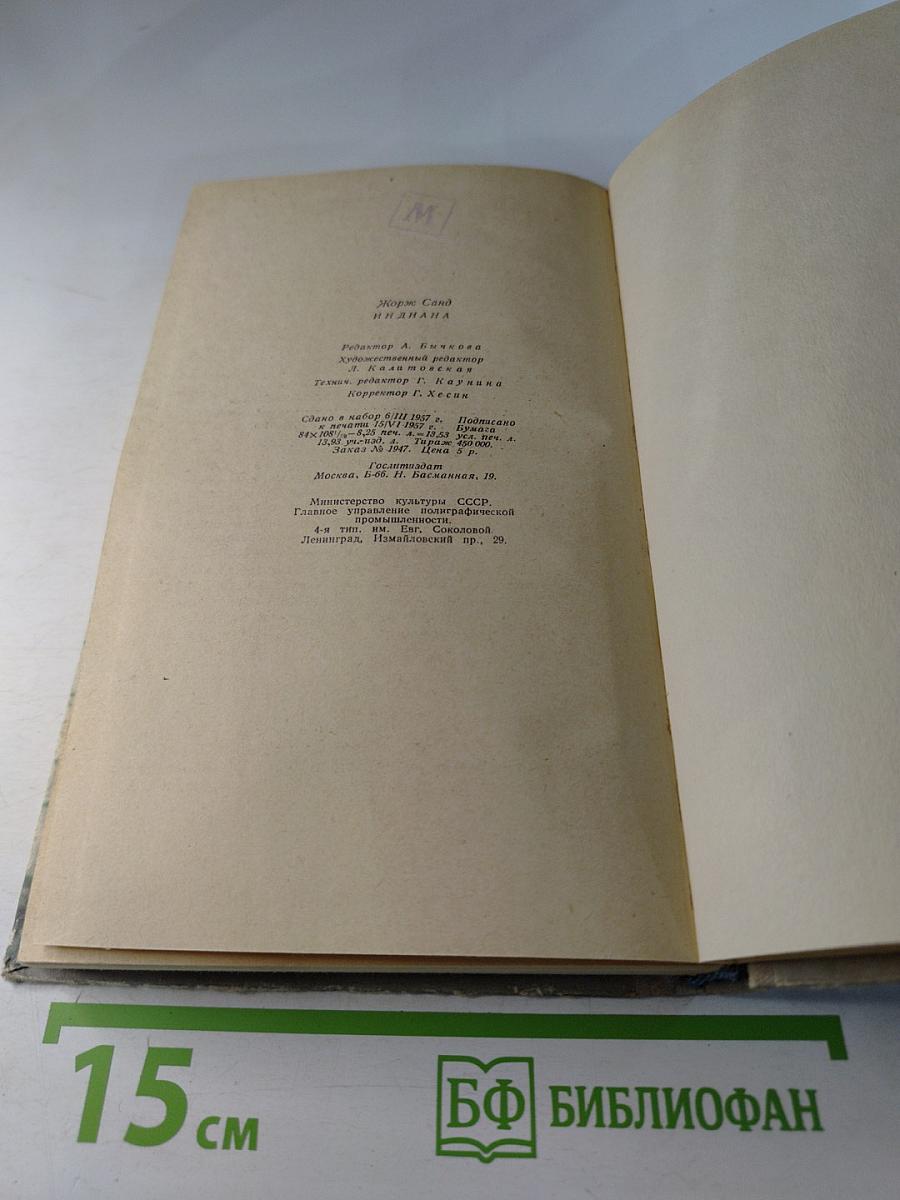 М
Жорж Санд
ИНДИАНА
Редактор А. Бычкова
Художественный редактор
Л. Калитовская
Технич. редактор Г. Каунина
Корректор Г. Хесин
Сдано в набор 6/III 1957 г. Подписано
к печати 15/VI 1957 г. Бумага
84×108¹/₃₂—8,25 печ. л.=13,53 усл. печ. л.
13,93 уч.-изд. л. Тираж 450 000.
Заказ № 1947. Цена 5 р.
Гослитиздат
Москва, Б-66. Н. Басманная, 19.
Министерство культуры СССР.
Главное управление полиграфической
промышленности.
4-я тип. им. Евг. Соколовой.
Ленинград, Измайловский пр., 29.
15 см
БФ БИБЛИОФАН